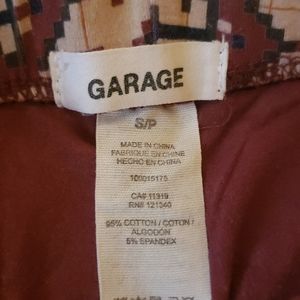 GARAGE
S/P
MADE IN CHINA
FABRIQUE EN CHINE
HECHO EN CHINA
100015175
CA# 11319
RN# 121340
95% COTTON / COTON /
ALGODÓN
5% SPANDEX